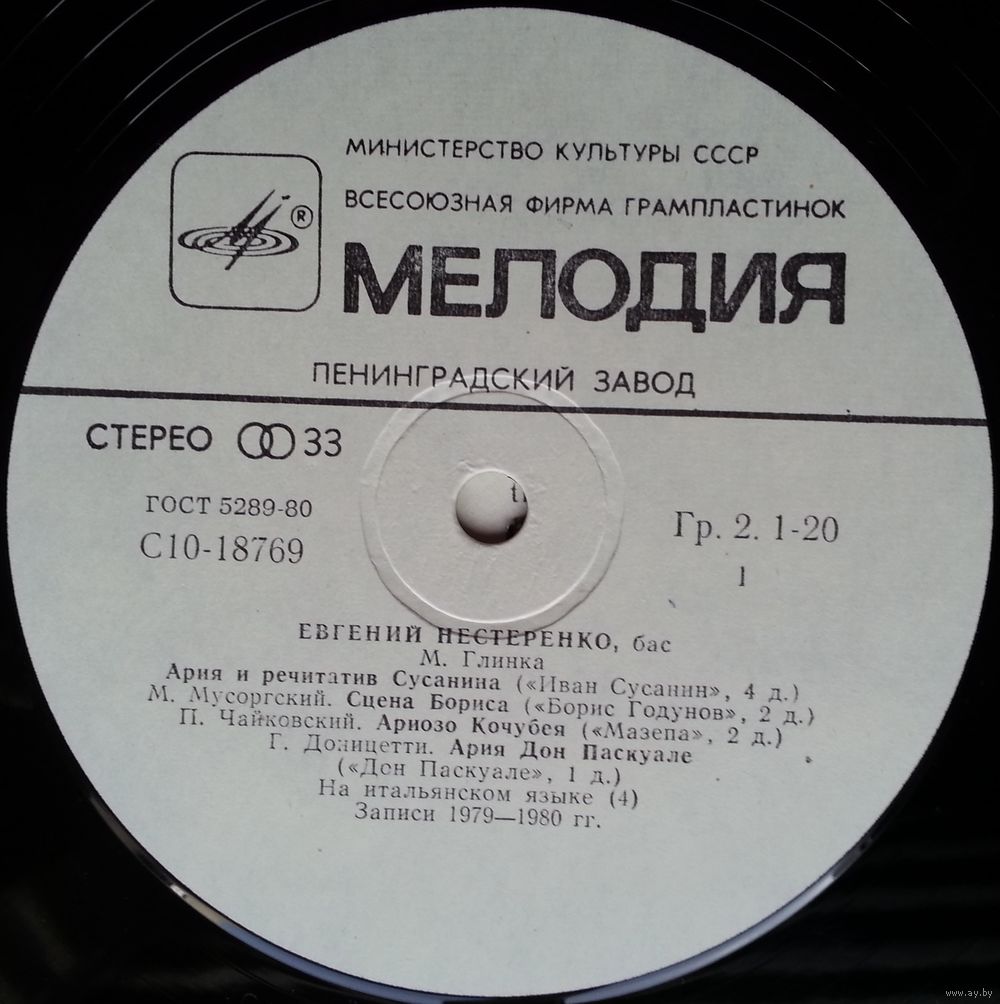 МИНИСТЕРСТВО КУЛЬТУРЫ СССР
ВСЕСОЮЗНАЯ ФИРМА ГРАМПЛАСТИНОК
®
МЕЛОДИЯ
ЛЕНИНГРАДСКИЙ ЗАВОД
СТЕРЕО 33
ГОСТ 5289-80
С10-18769
Гр. 2. 1-20
1
ЕВГЕНИЙ НЕСТЕРЕНКО, бас
М. Глинка
Ария и речитатив Сусанина («Иван Сусанин», 4 д.)
М. Мусоргский. Сцена Бориса («Борис Годунов», 2 д.)
П. Чайковский. Ариозо Кочубея («Мазепа», 2 д.)
Г. Доницетти. Ария Дон Паскуале
(«Дон Паскуале», 1 д.)
На итальянском языке (4)
Записи 1979—1980 гг.
www.ay.by